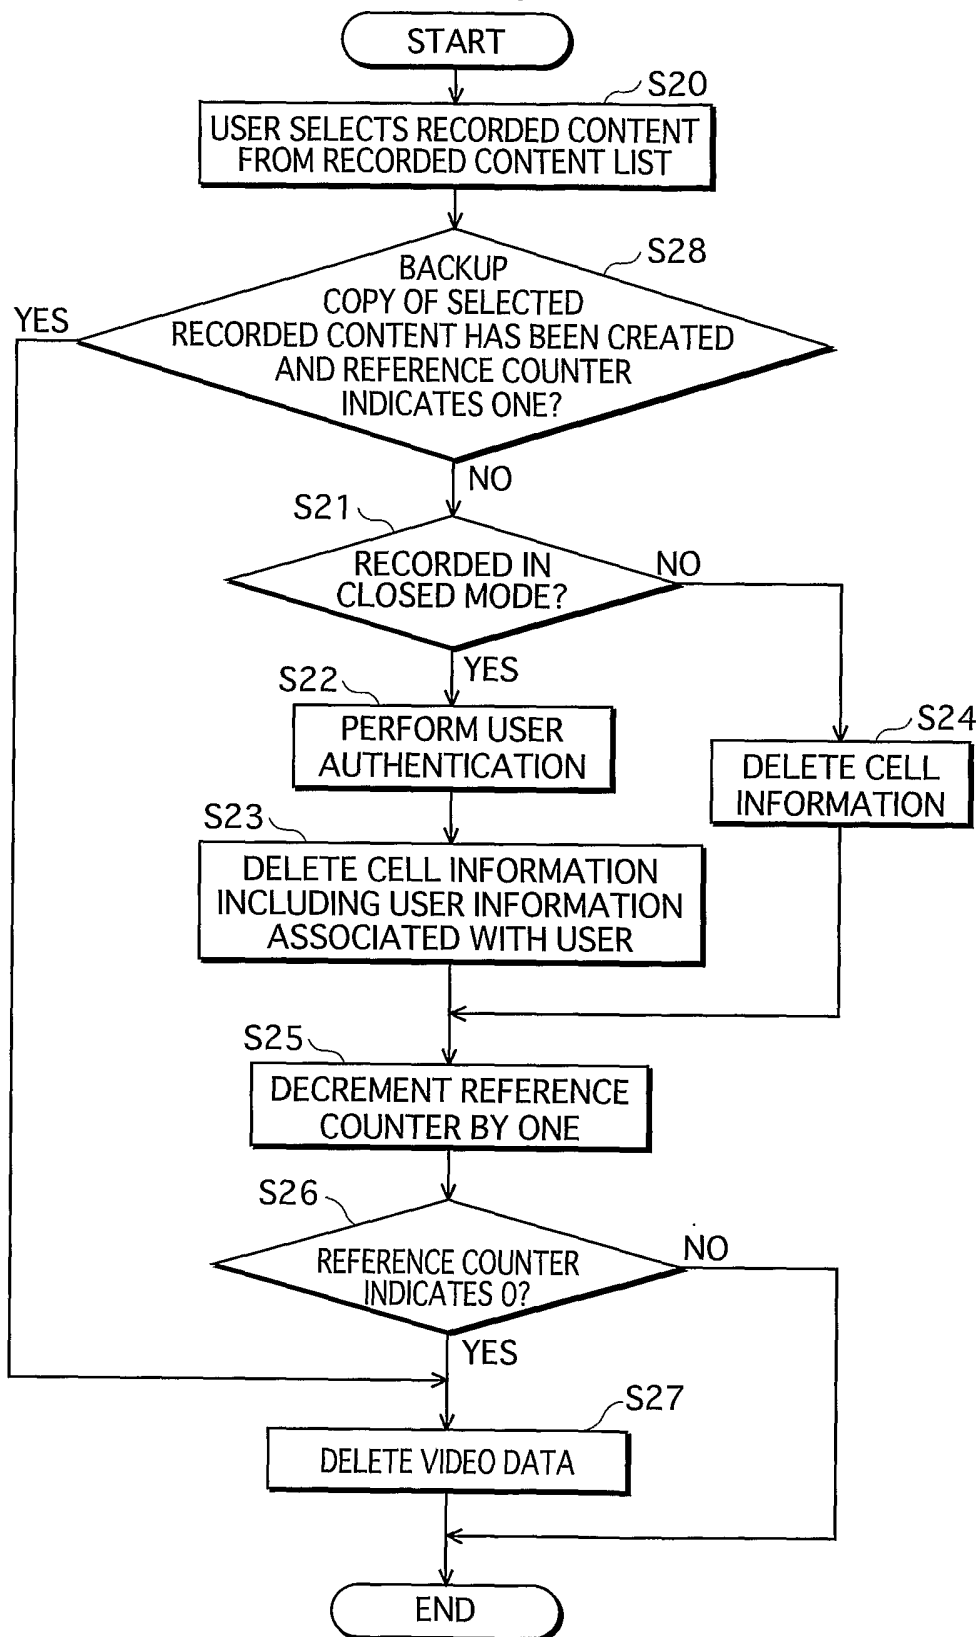 START
S20
USER SELECTS RECORDED CONTENT
FROM RECORDED CONTENT LIST
S28
BACKUP
COPY OF SELECTED
RECORDED CONTENT HAS BEEN CREATED
AND REFERENCE COUNTER
INDICATES ONE?
YES
NO
S21
RECORDED IN
CLOSED MODE?
NO
YES
S22
PERFORM USER
AUTHENTICATION
S24
DELETE CELL
INFORMATION
S23
DELETE CELL INFORMATION
INCLUDING USER INFORMATION
ASSOCIATED WITH USER
S25
DECREMENT REFERENCE
COUNTER BY ONE
S26
REFERENCE COUNTER
INDICATES 0?
NO
YES
S27
DELETE VIDEO DATA
END